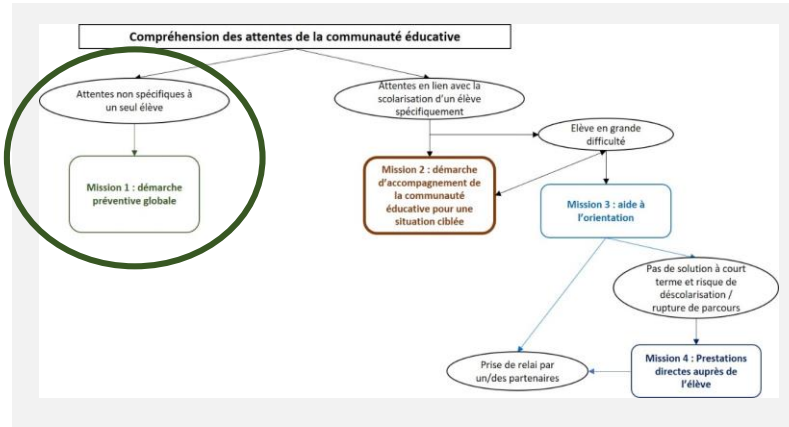 Compréhension des attentes de la communauté éducative
Attentes non spécifiques à
un seul élève
Attentes en lien avec la
scolarisation d'un élève
spécifiquement
Elève en grande
difficulté
Mission 1 : démarche
préventive globale
Mission 2 : démarche
d'accompagnement de
la communauté
éducative pour une
situation ciblée
Mission 3 : aide à
l'orientation
Pas de solution à court
terme et risque de
déscolarisation /
rupture de parcours
Prise de relai par
un/des partenaires
Mission 4 : Prestations
directes auprès de
l'élève